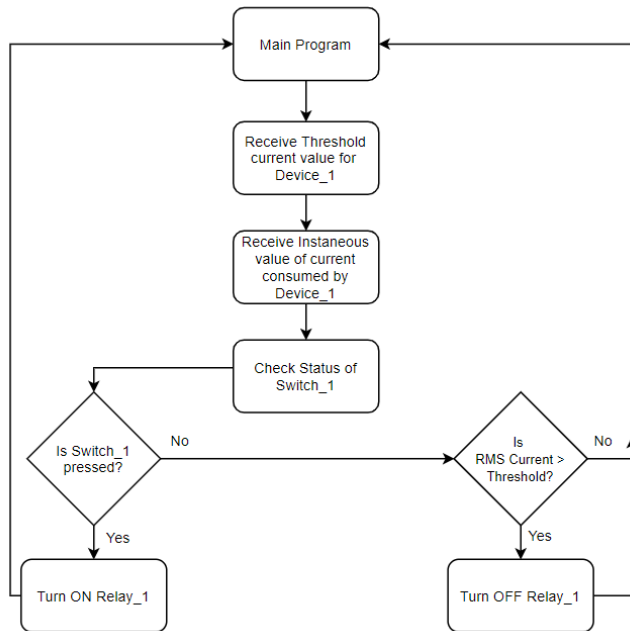 Main Program
Receive Threshold
current value for
Device_1
Receive Instaneous
value of current
consumed by
Device_1
Check Status of
Switch_1
Is Switch_1
pressed?
No
Is
RMS Current >
Threshold?
No
Yes
Yes
Turn ON Relay_1
Turn OFF Relay_1